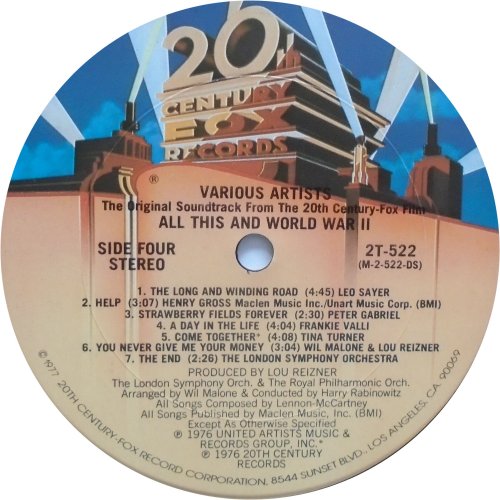 20th
CENTURY
FOX
RECORDS
®
VARIOUS ARTISTS
The Original Soundtrack From The 20th Century-Fox Film
ALL THIS AND WORLD WAR II
SIDE FOUR
STEREO
2T-522
(M-2-522-DS)
1. THE LONG AND WINDING ROAD (4:45) LEO SAYER
2. HELP (3:07) HENRY GROSS Maclen Music Inc./Unart Music Corp. (BMI)
3. STRAWBERRY FIELDS FOREVER (2:30) PETER GABRIEL
4. A DAY IN THE LIFE (4:04) FRANKIE VALLI
5. COME TOGETHER* (4:08) TINA TURNER
6. YOU NEVER GIVE ME YOUR MONEY (3:04) WIL MALONE & LOU REIZNER
7. THE END (2:26) THE LONDON SYMPHONY ORCHESTRA
PRODUCED BY LOU REIZNER
The London Symphony Orch. & The Royal Philharmonic Orch.
Arranged by Wil Malone & Conducted by Harry Rabinowitz
All Songs Composed by Lennon-McCartney
All Songs Published by Maclen Music, Inc. (BMI)
Except As Otherwise Specified
℗ 1976 UNITED ARTISTS MUSIC &
RECORDS GROUP, INC.*
℗ 1976 20TH CENTURY
RECORDS
©1977 20TH CENTURY-FOX RECORD CORPORATION, 8544 SUNSET BLVD., LOS ANGELES, CA. 90069